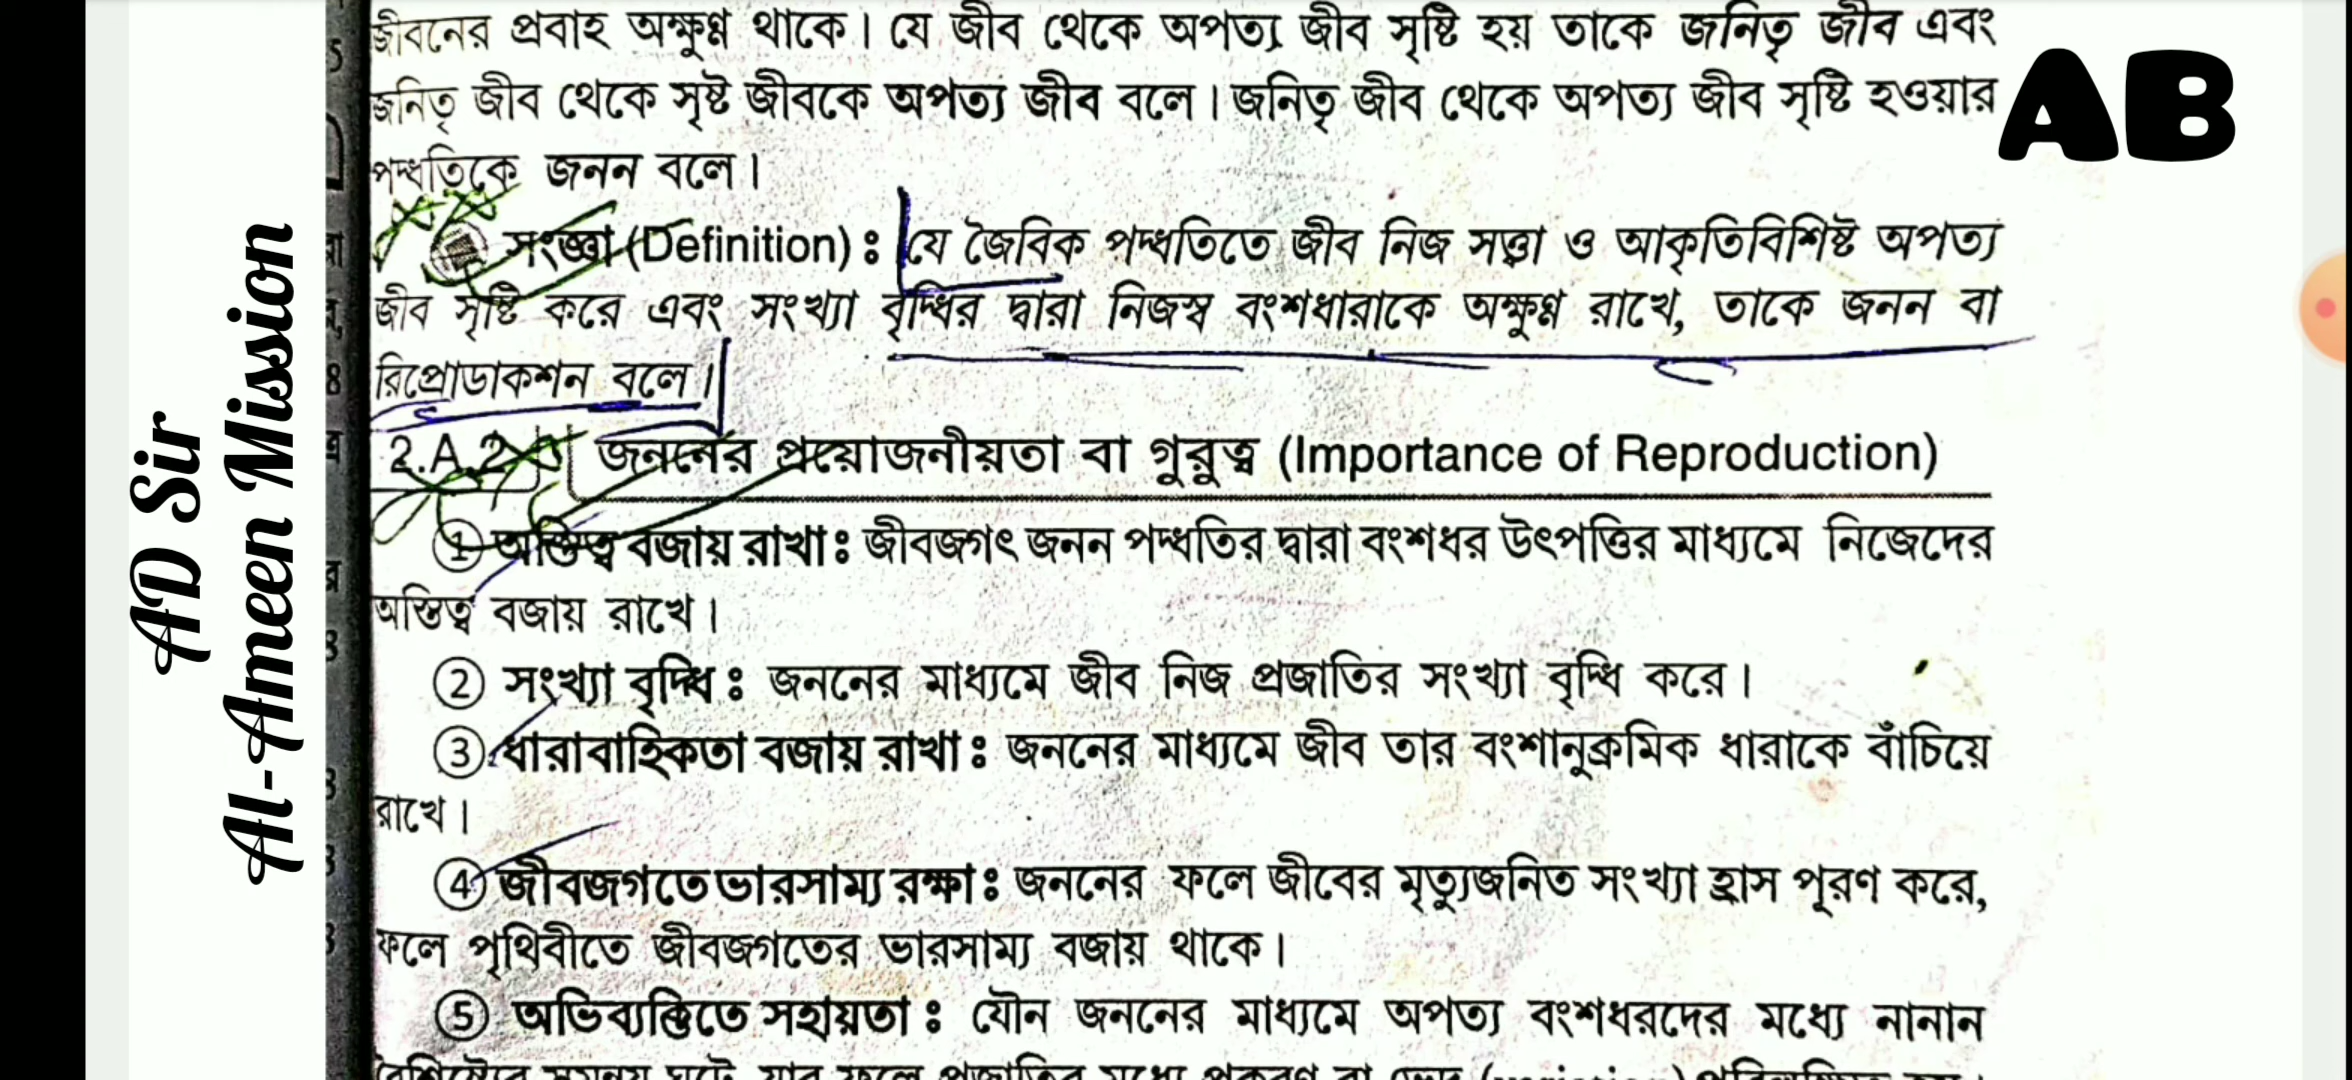 জীবনের প্রবাহ অক্ষুণ্ণ থাকে। যে জীব থেকে অপত্য জীব সৃষ্টি হয় তাকে জনিতৃ জীব এবং
জনিতৃ জীব থেকে সৃষ্ট জীবকে অপত্য জীব বলে। জনিতৃ জীব থেকে অপত্য জীব সৃষ্টি হওয়ার
পদ্ধতিকে জনন বলে।
সংজ্ঞা (Definition) : যে জৈবিক পদ্ধতিতে জীব নিজ সত্ত্বা ও আকৃতিবিশিষ্ট অপত্য
জীব সৃষ্টি করে এবং সংখ্যা বৃদ্ধির দ্বারা নিজস্ব বংশধারাকে অক্ষুণ্ণ রাখে, তাকে জনন বা
রিপ্রোডাকশন বলে।
2.A.2 জননের প্রয়োজনীয়তা বা গুরুত্ব (Importance of Reproduction)
① অস্তিত্ব বজায় রাখা : জীবজগৎ জনন পদ্ধতির দ্বারা বংশধর উৎপত্তির মাধ্যমে নিজেদের
অস্তিত্ব বজায় রাখে।
② সংখ্যা বৃদ্ধি : জননের মাধ্যমে জীব নিজ প্রজাতির সংখ্যা বৃদ্ধি করে।
③ ধারাবাহিকতা বজায় রাখা : জননের মাধ্যমে জীব তার বংশানুক্রমিক ধারাকে বাঁচিয়ে
রাখে।
④ জীবজগতে ভারসাম্য রক্ষা : জননের ফলে জীবের মৃত্যুজনিত সংখ্যা হ্রাস পূরণ করে,
ফলে পৃথিবীতে জীবজগতের ভারসাম্য বজায় থাকে।
⑤ অভিব্যক্তিতে সহায়তা : যৌন জননের মাধ্যমে অপত্য বংশধরদের মধ্যে নানান
AB
AD Sir
Al-Ameen Mission